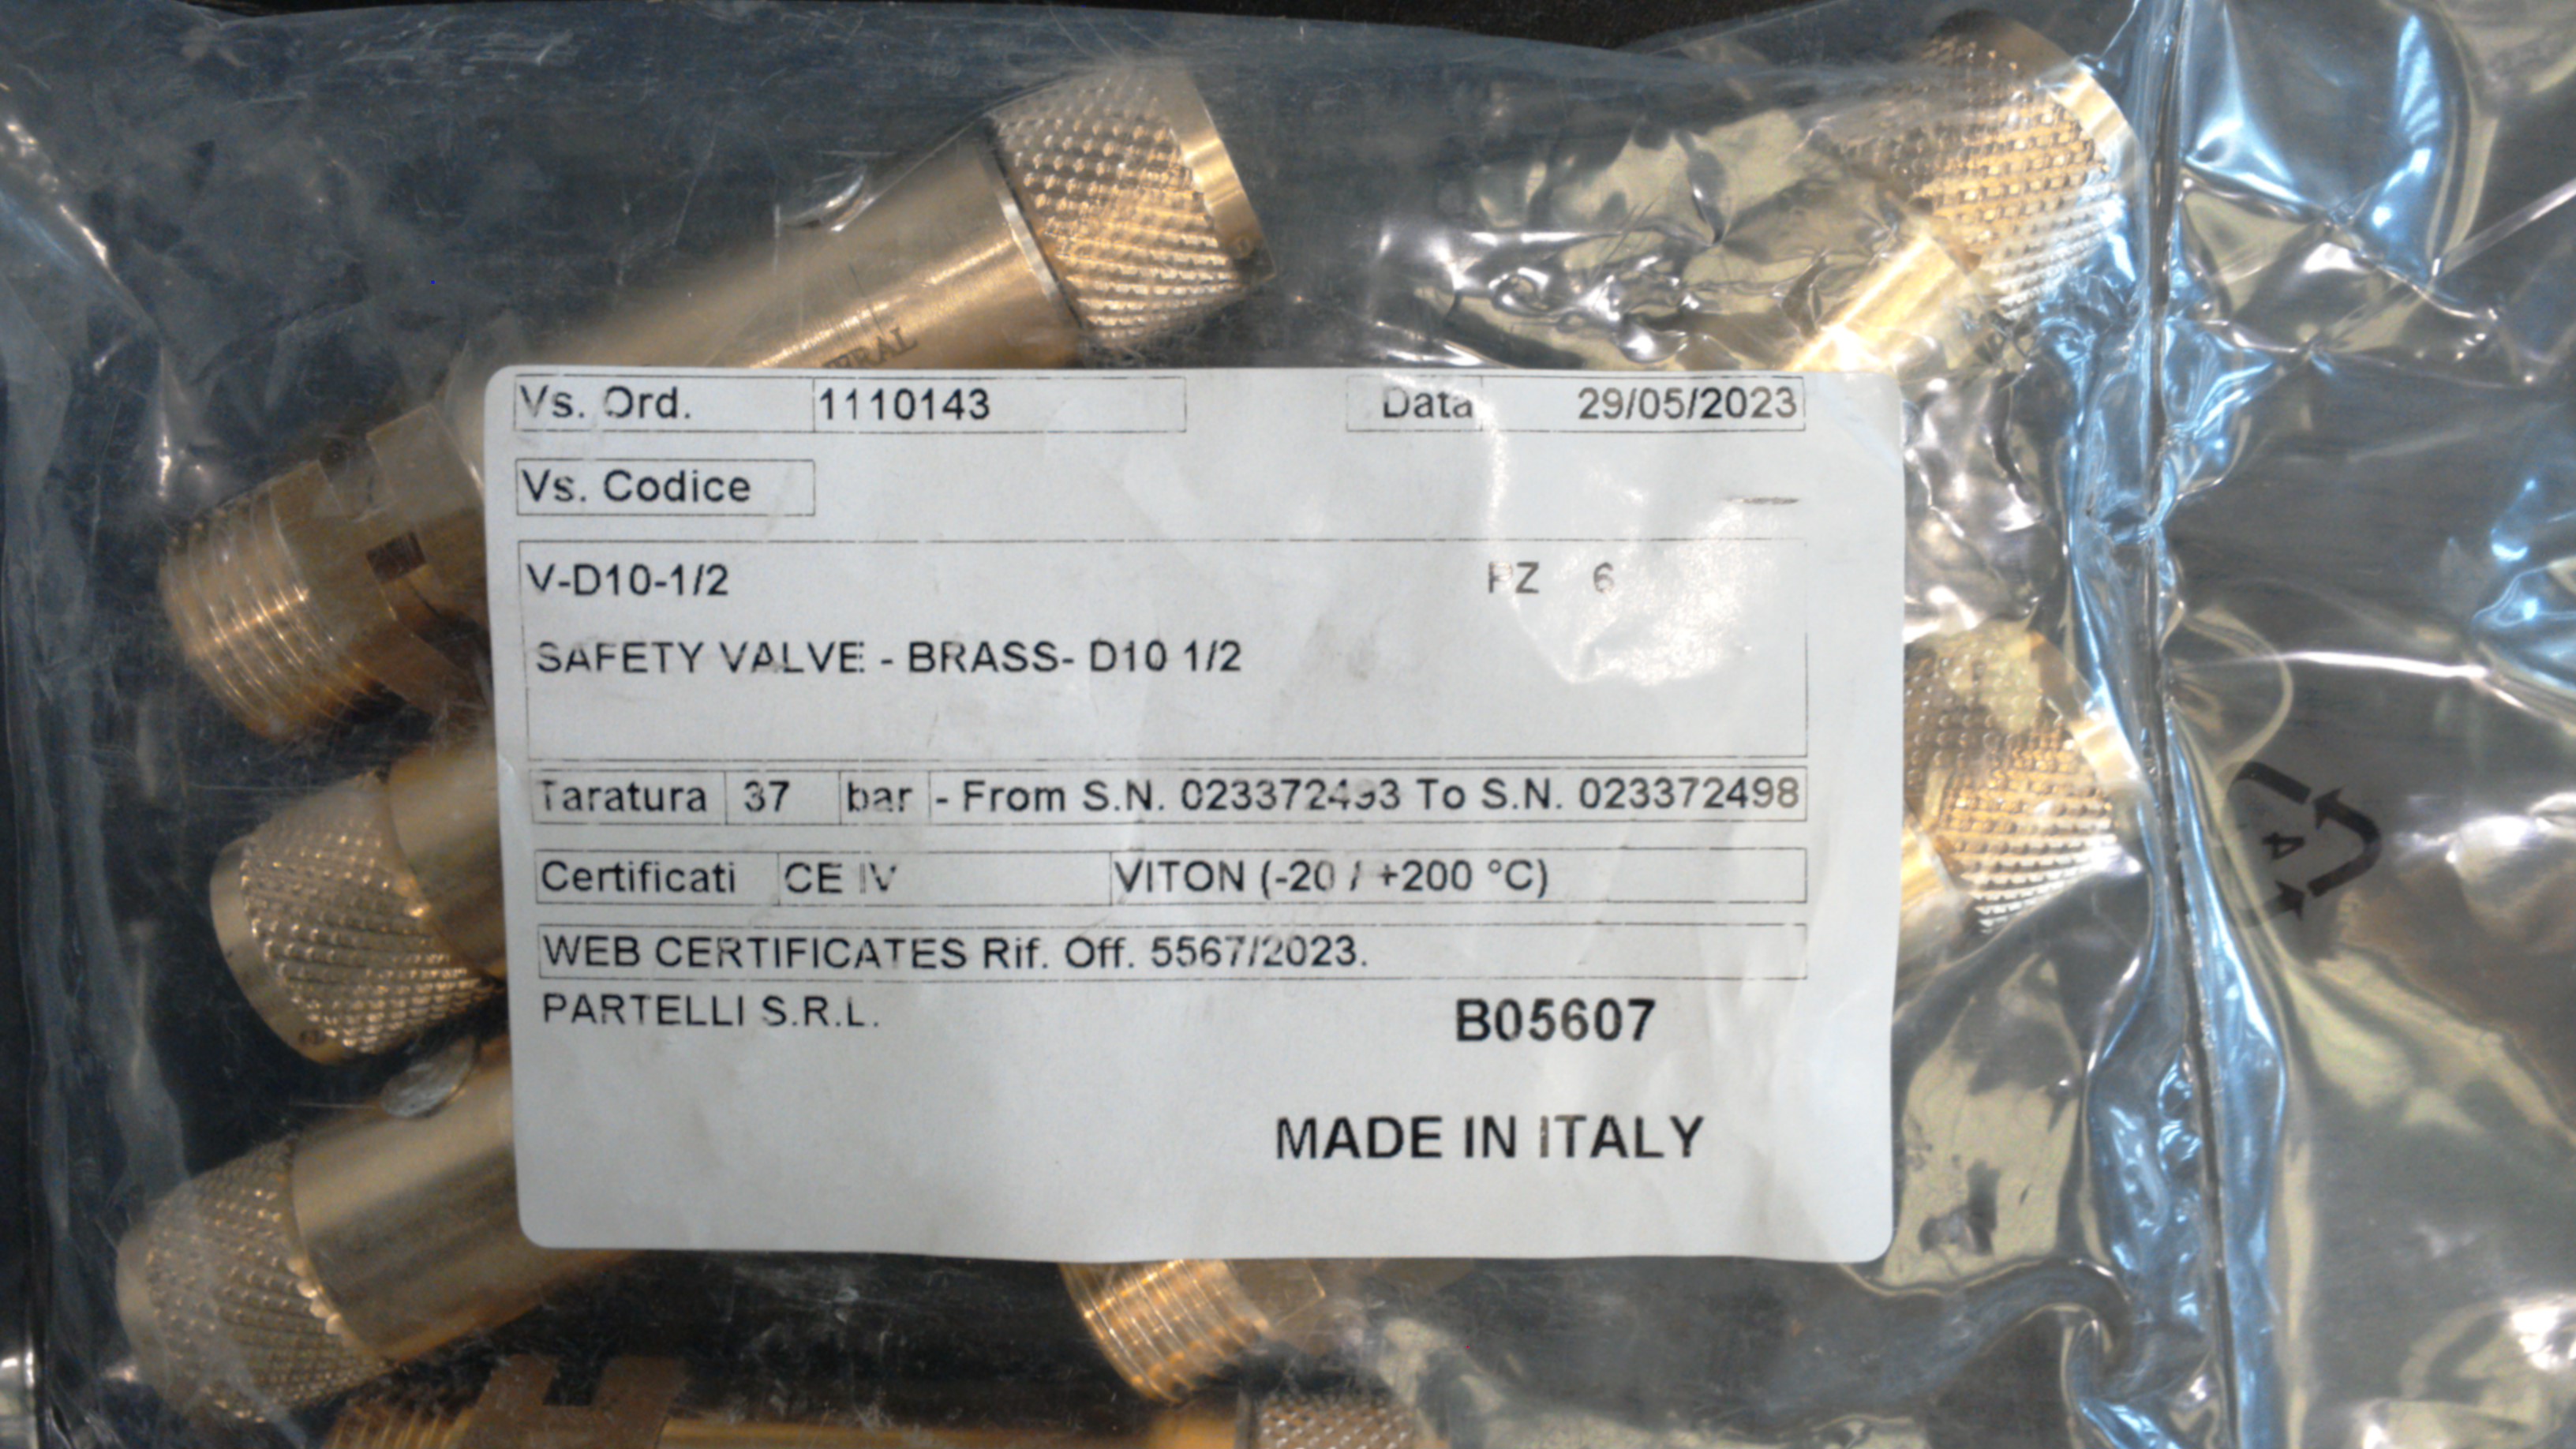 Vs. Ord. 1110143 Data 29/05/2023
Vs. Codice
V-D10-1/2 PZ 6
SAFETY VALVE - BRASS- D10 1/2
Taratura 37 bar - From S.N. 023372493 To S.N. 023372498
Certificati CE IV VITON (-20 / +200 °C)
WEB CERTIFICATES Rif. Off. 5567/2023.
PARTELLI S.R.L. B05607
MADE IN ITALY
4